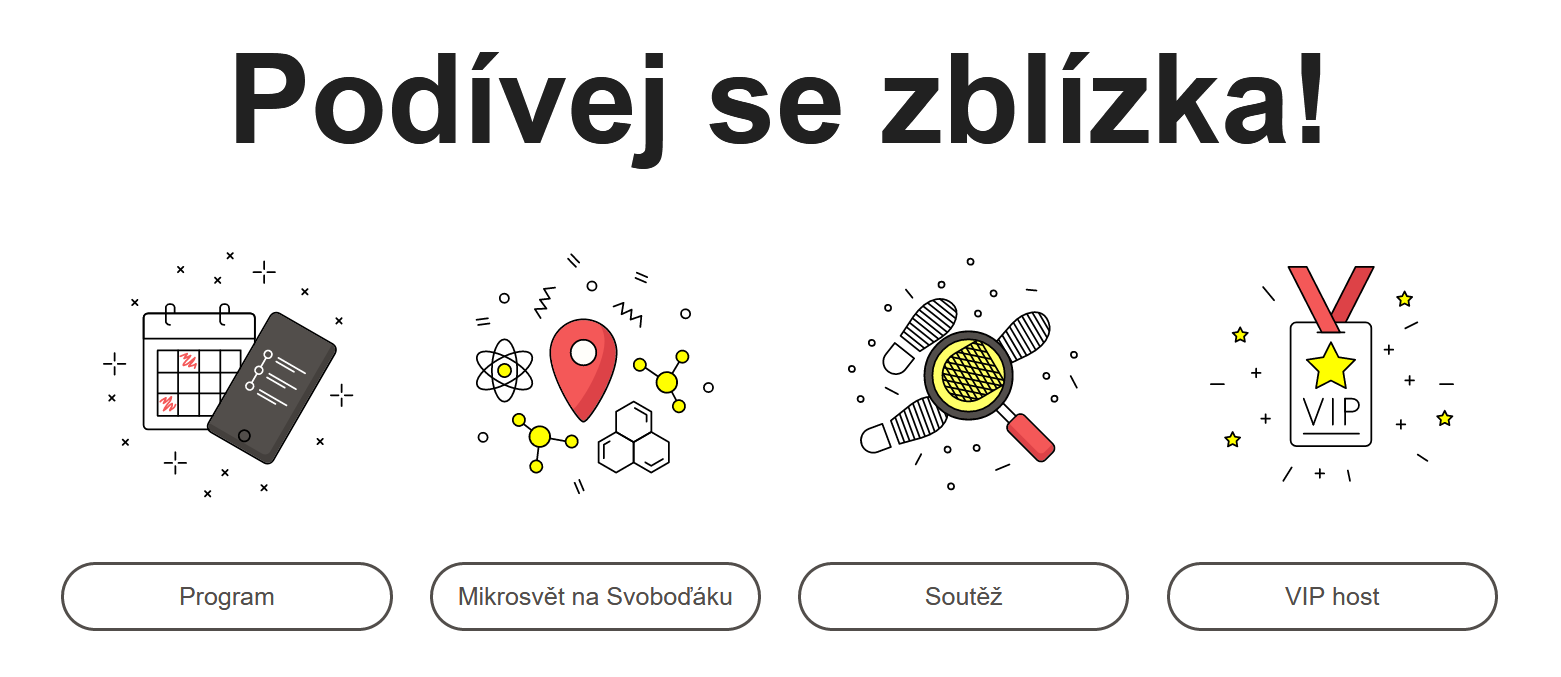 Podívej se zblízka!
VIP
Program
Mikrosvět na Svoboďáku
Soutěž
VIP host